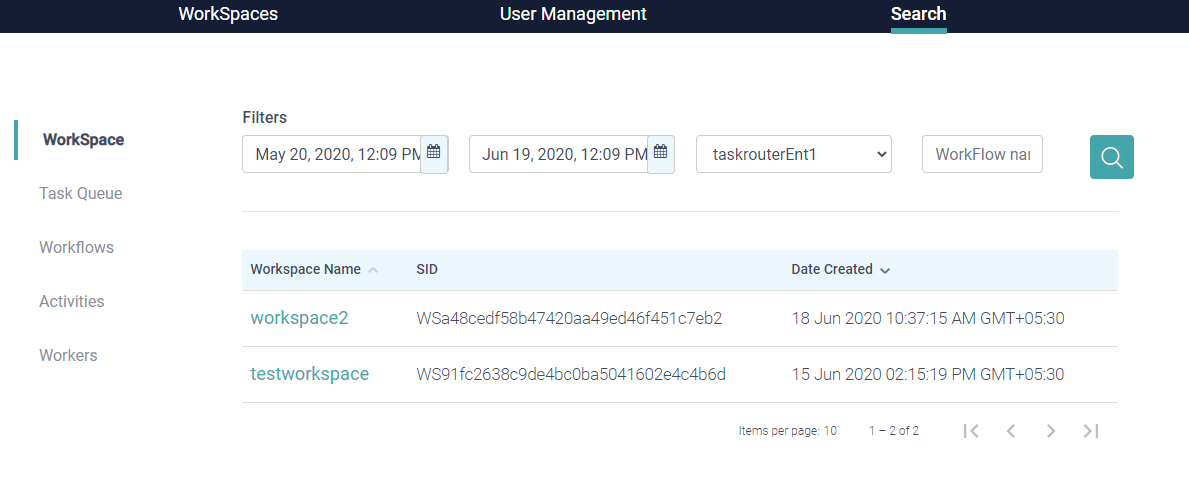 WorkSpaces User Management Search
Filters
WorkSpace
May 20, 2020, 12:09 PM Jun 19, 2020, 12:09 PM taskrouterEnt1 WorkFlow nar
Task Queue
Workflows
Activities
Workers
Workspace Name SID Date Created
workspace2 WSa48cedf58b47420aa49ed46f451c7eb2 18 Jun 2020 10:37:15 AM GMT+05:30
testworkspace WS91fc2638c9de4bc0ba5041602e4c4b6d 15 Jun 2020 02:15:19 PM GMT+05:30
Items per page: 10 1 – 2 of 2